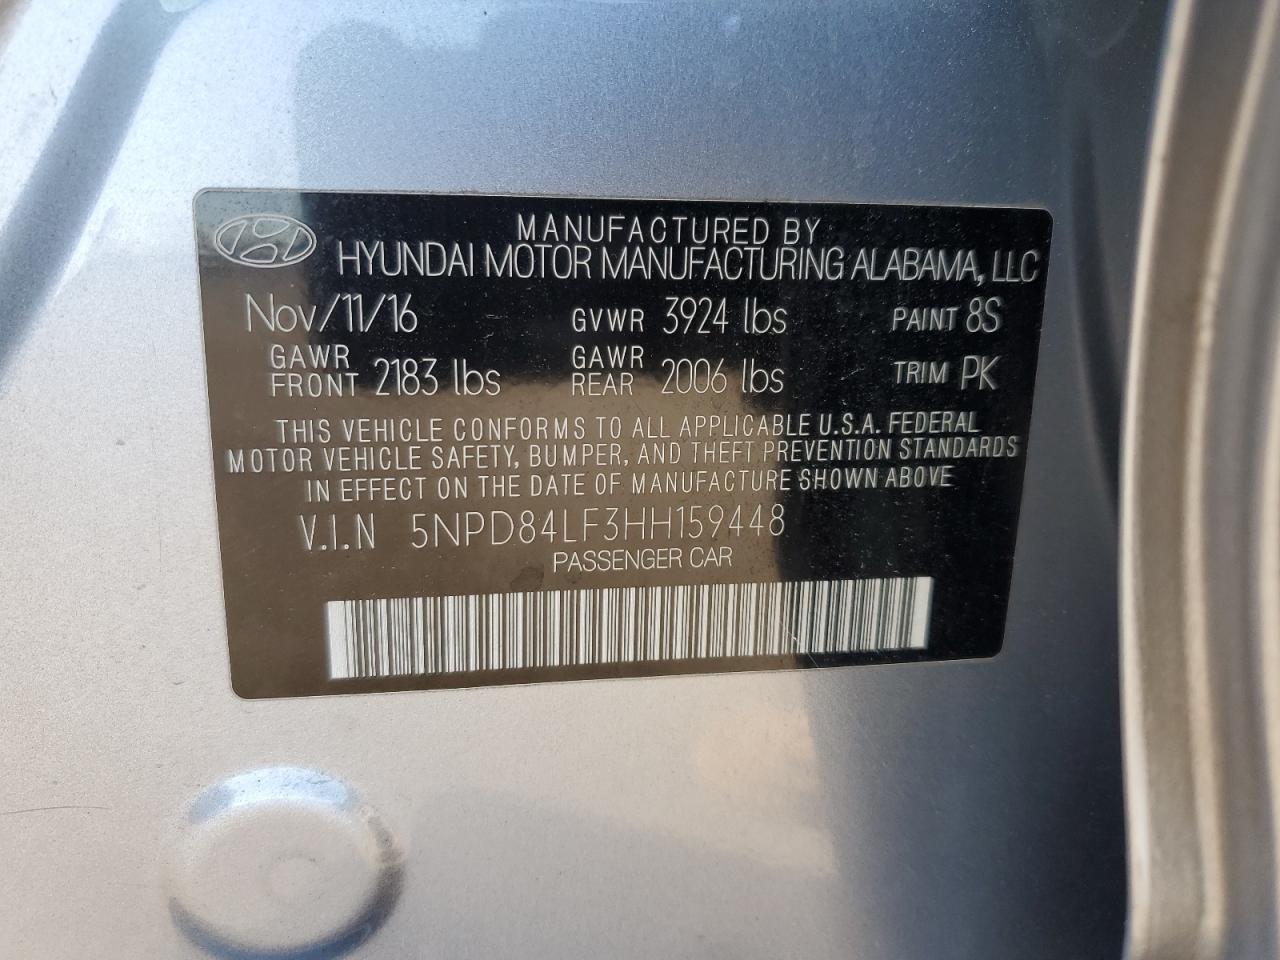 MANUFACTURED BY
HYUNDAI MOTOR MANUFACTURING ALABAMA, LLC
Nov/11/16 GVWR 3924 lbs PAINT 8S
GAWR FRONT 2183 lbs GAWR REAR 2006 lbs TRIM PK
THIS VEHICLE CONFORMS TO ALL APPLICABLE U.S.A. FEDERAL
MOTOR VEHICLE SAFETY, BUMPER, AND THEFT PREVENTION STANDARDS
IN EFFECT ON THE DATE OF MANUFACTURE SHOWN ABOVE
V.I.N 5NPD84LF3HH159448
PASSENGER CAR